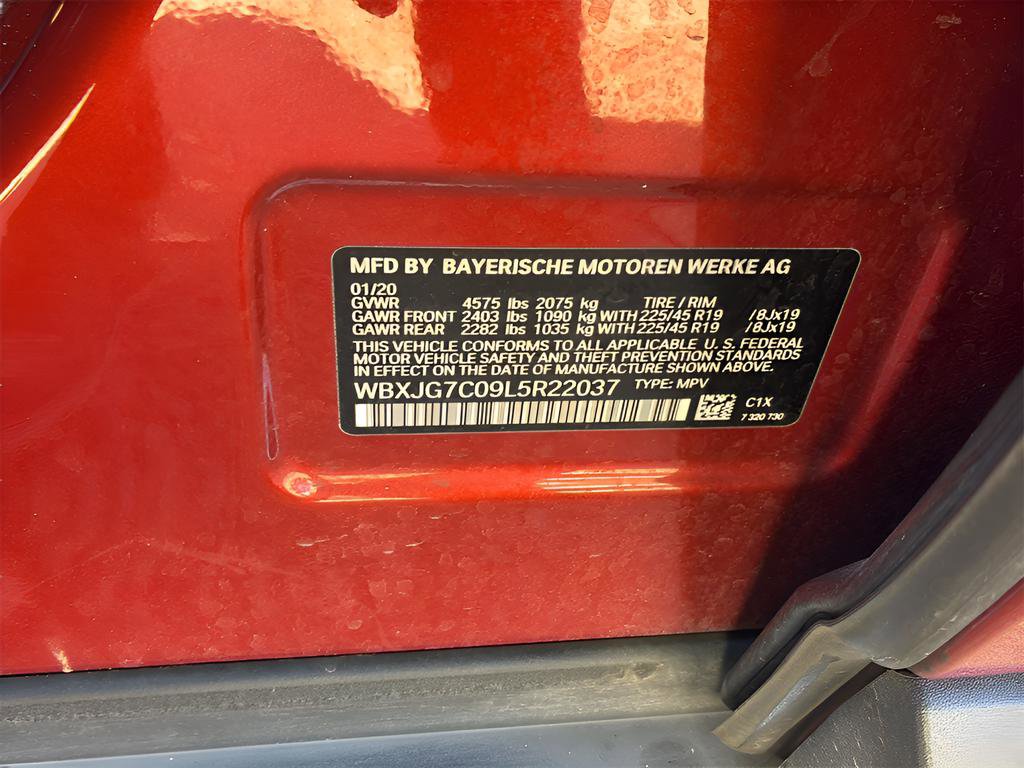 MFD BY BAYERISCHE MOTOREN WERKE AG
01/20
GVWR 4575 lbs 2075 kg TIRE / RIM
GAWR FRONT 2403 lbs 1090 kg WITH 225/45 R19 /8Jx19
GAWR REAR 2282 lbs 1035 kg WITH 225/45 R19 /8Jx19
THIS VEHICLE CONFORMS TO ALL APPLICABLE U. S. FEDERAL
MOTOR VEHICLE SAFETY AND THEFT PREVENTION STANDARDS
IN EFFECT ON THE DATE OF MANUFACTURE SHOWN ABOVE.
WBXJG7C09L5R22037 TYPE: MPV
C1X
7 320 730